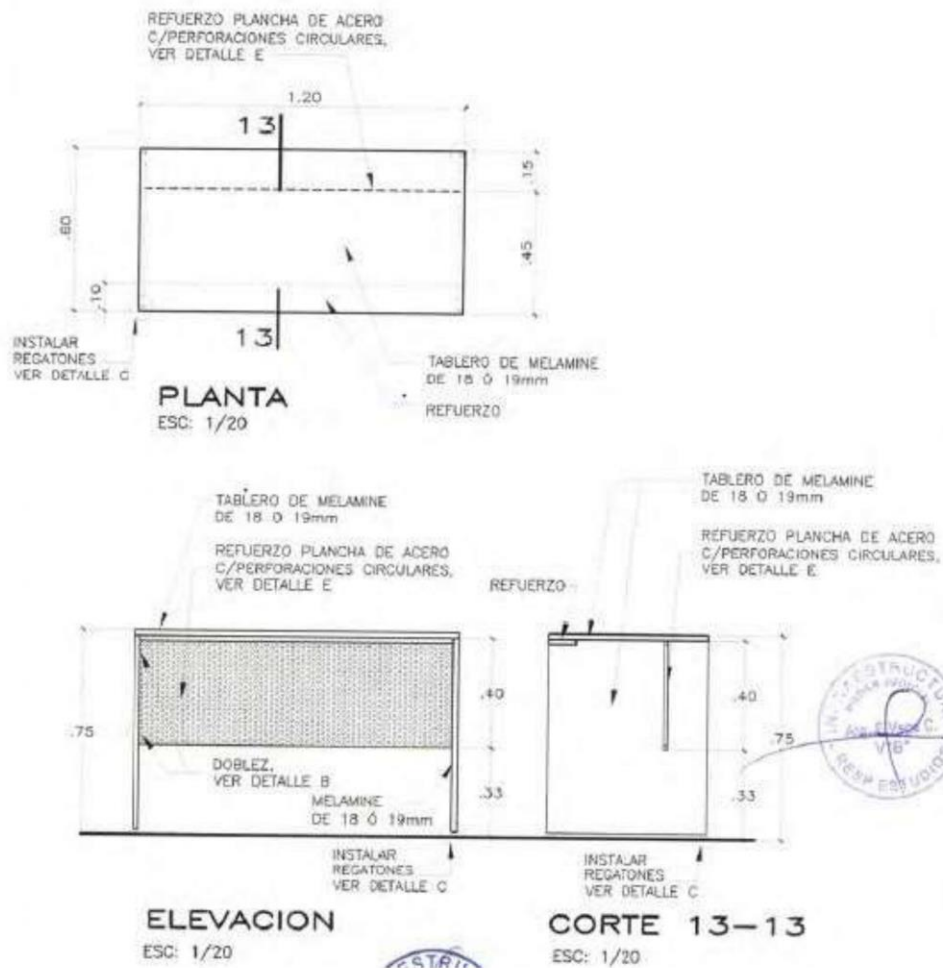 REFUERZO PLANCHA DE ACERO
C/PERFORACIONES CIRCULARES,
VER DETALLE E
1.20
13
.15
.60
.45
.10
13
INSTALAR
REGATONES
VER DETALLE C
TABLERO DE MELAMINE
DE 18 Ó 19mm
REFUERZO
PLANTA
ESC: 1/20
TABLERO DE MELAMINE
DE 18 O 19mm
REFUERZO PLANCHA DE ACERO
C/PERFORACIONES CIRCULARES,
VER DETALLE E
REFUERZO
TABLERO DE MELAMINE
DE 18 O 19mm
REFUERZO PLANCHA DE ACERO
C/PERFORACIONES CIRCULARES,
VER DETALLE E
.75
.40
.33
DOBLEZ,
VER DETALLE B
MELAMINE
DE 18 Ó 19mm
.40
.75
.33
INSTALAR
REGATONES
VER DETALLE C
INSTALAR
REGATONES
VER DETALLE C
ELEVACION
ESC: 1/20
CORTE 13-13
ESC: 1/20
V°B°
RESP ESTUDIOS